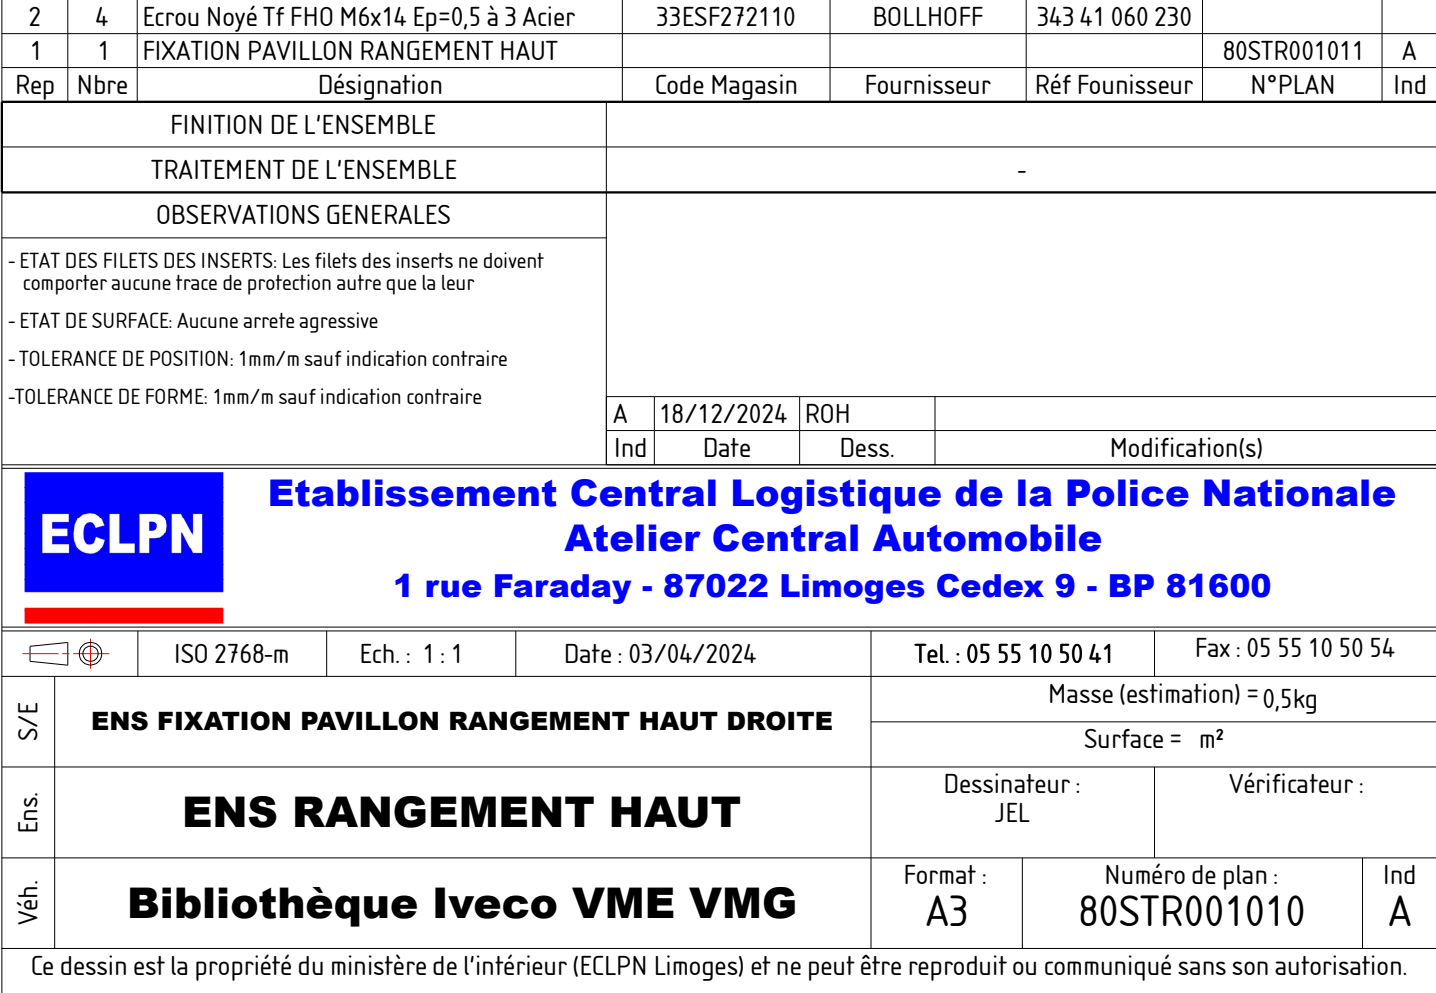 2 4 Ecrou Noyé Tf FHO M6x14 Ep=0,5 à 3 Acier 33ESF272110 BOLLHOFF 343 41 060 230
1 1 FIXATION PAVILLON RANGEMENT HAUT 80STR001011 A
Rep Nbre Désignation Code Magasin Fournisseur Réf Founisseur N°PLAN Ind
FINITION DE L'ENSEMBLE
TRAITEMENT DE L'ENSEMBLE -
OBSERVATIONS GENERALES
- ETAT DES FILETS DES INSERTS: Les filets des inserts ne doivent
comporter aucune trace de protection autre que la leur
- ETAT DE SURFACE: Aucune arrete agressive
- TOLERANCE DE POSITION: 1mm/m sauf indication contraire
-TOLERANCE DE FORME: 1mm/m sauf indication contraire
A 18/12/2024 ROH
Ind Date Dess. Modification(s)
ECLPN
Etablissement Central Logistique de la Police Nationale
Atelier Central Automobile
1 rue Faraday - 87022 Limoges Cedex 9 - BP 81600
ISO 2768-m Ech. : 1 : 1 Date : 03/04/2024 Tel. : 05 55 10 50 41 Fax : 05 55 10 50 54
S/E ENS FIXATION PAVILLON RANGEMENT HAUT DROITE
Masse (estimation) = 0,5kg
Surface = m²
Ens. ENS RANGEMENT HAUT
Dessinateur :
JEL
Vérificateur :
Véh. Bibliothèque Iveco VME VMG
Format :
A3
Numéro de plan :
80STR001010
Ind
A
Ce dessin est la propriété du ministère de l'intérieur (ECLPN Limoges) et ne peut être reproduit ou communiqué sans son autorisation.